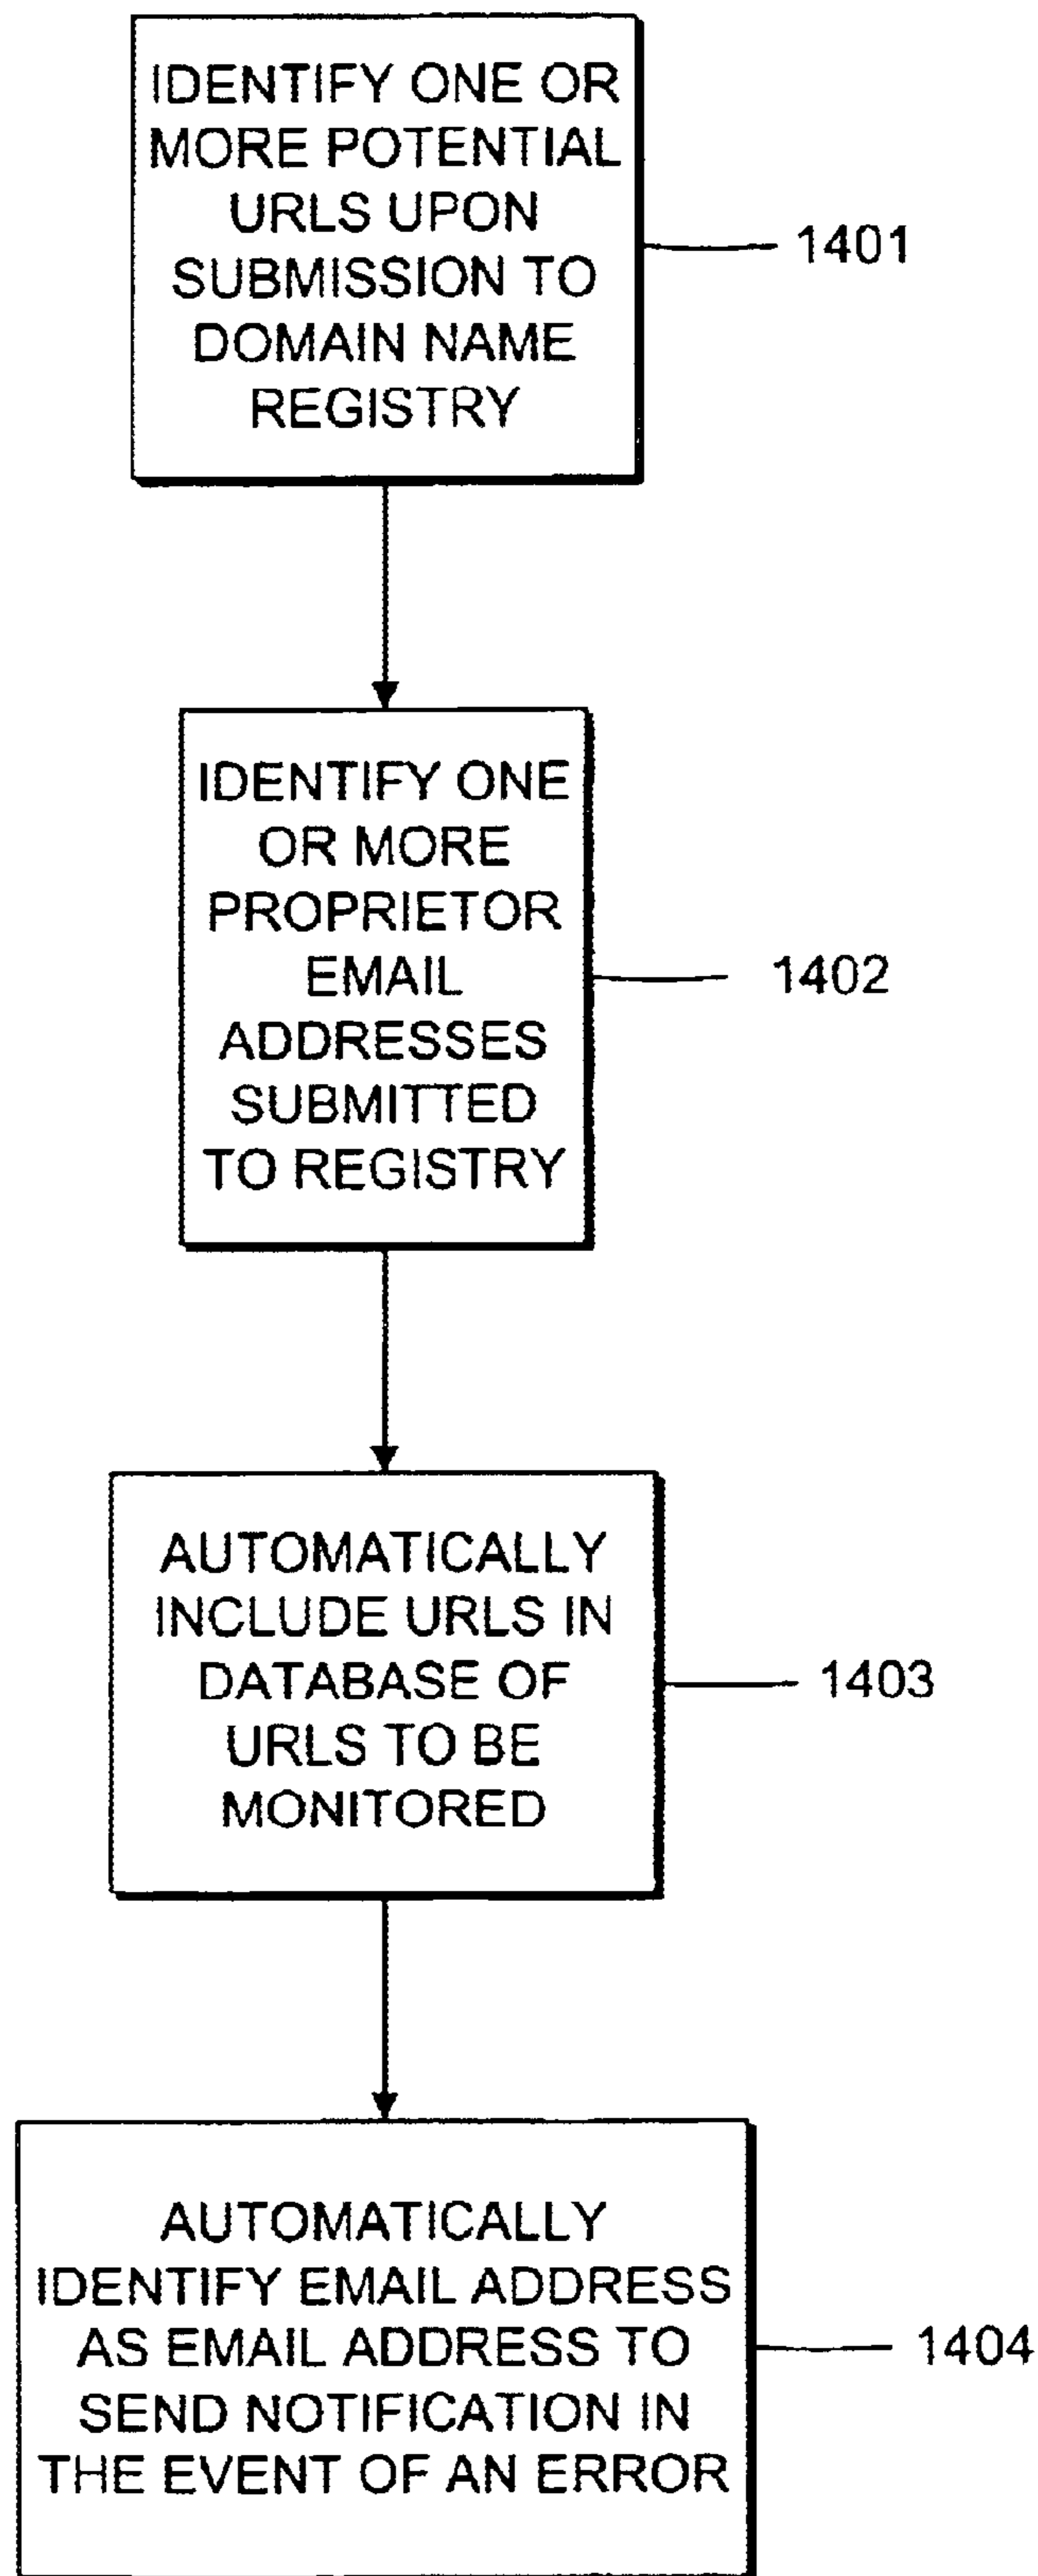 IDENTIFY ONE OR
MORE POTENTIAL
URLS UPON
SUBMISSION TO
DOMAIN NAME
REGISTRY
1401
IDENTIFY ONE
OR MORE
PROPRIETOR
EMAIL
ADDRESSES
SUBMITTED
TO REGISTRY
1402
AUTOMATICALLY
INCLUDE URLS IN
DATABASE OF
URLS TO BE
MONITORED
1403
AUTOMATICALLY
IDENTIFY EMAIL ADDRESS
AS EMAIL ADDRESS TO
SEND NOTIFICATION IN
THE EVENT OF AN ERROR
1404